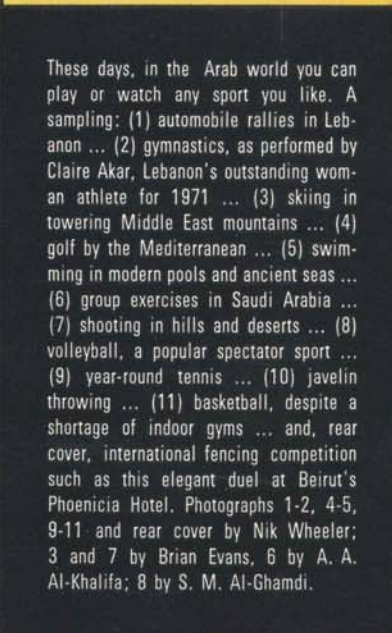 These days, in the Arab world you can
play or watch any sport you like. A
sampling: (1) automobile rallies in Leb-
anon ... (2) gymnastics, as performed by
Claire Akar, Lebanon's outstanding wom-
an athlete for 1971 ... (3) skiing in
towering Middle East mountains ... (4)
golf by the Mediterranean ... (5) swim-
ming in modern pools and ancient seas ...
(6) group exercises in Saudi Arabia ...
(7) shooting in hills and deserts ... (8)
volleyball, a popular spectator sport ...
(9) year-round tennis ... (10) javelin
throwing ... (11) basketball, despite a
shortage of indoor gyms ... and, rear
cover, international fencing competition
such as this elegant duel at Beirut's
Phoenicia Hotel. Photographs 1-2, 4-5,
9-11 and rear cover by Nik Wheeler;
3 and 7 by Brian Evans, 6 by A. A.
Al-Khalifa; 8 by S. M. Al-Ghamdi.